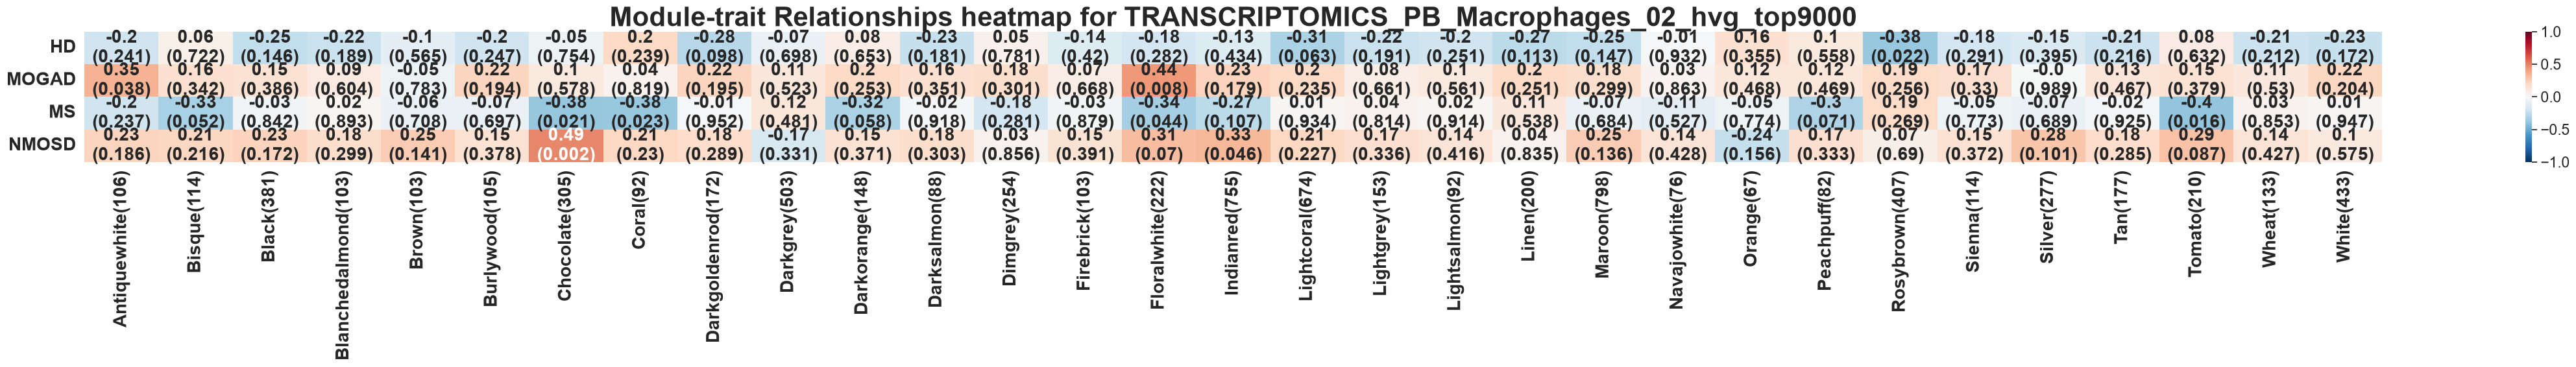 Module-trait Relationships heatmap for TRANSCRIPTOMICS_PB_Macrophages_02_hvg_top9000
HD
-0.2 0.06 -0.25 -0.22 -0.1 -0.2 -0.05 0.2 -0.28 -0.07 0.08 -0.23 0.05 -0.14 -0.18 -0.13 -0.31 -0.22 -0.2 -0.27 -0.25 -0.01 0.16 0.1 -0.38 -0.18 -0.15 -0.21 0.08 -0.21 -0.23
(0.241) (0.722) (0.146) (0.189) (0.565) (0.247) (0.754) (0.239) (0.098) (0.698) (0.653) (0.181) (0.781) (0.42) (0.282) (0.434) (0.063) (0.191) (0.251) (0.113) (0.147) (0.932) (0.355) (0.558) (0.022) (0.291) (0.395) (0.216) (0.632) (0.212) (0.172)
MOGAD
0.35 0.16 0.15 0.09 -0.05 0.22 0.1 0.04 0.22 0.11 0.2 0.16 0.18 0.07 0.44 0.23 0.2 0.08 0.1 0.2 0.18 0.03 0.12 0.12 0.19 0.17 -0.0 0.13 0.15 0.11 0.22
(0.038) (0.342) (0.386) (0.604) (0.783) (0.194) (0.578) (0.819) (0.195) (0.523) (0.253) (0.351) (0.301) (0.668) (0.008) (0.179) (0.235) (0.661) (0.561) (0.251) (0.299) (0.863) (0.468) (0.469) (0.256) (0.33) (0.989) (0.467) (0.379) (0.53) (0.204)
MS
-0.2 -0.33 -0.03 0.02 -0.06 -0.07 -0.38 -0.38 -0.01 0.12 -0.32 -0.02 -0.18 -0.03 -0.34 -0.27 0.01 0.04 0.02 0.11 -0.07 -0.11 -0.05 -0.3 0.19 -0.05 -0.07 -0.02 -0.4 0.03 0.01
(0.237) (0.052) (0.842) (0.893) (0.708) (0.697) (0.021) (0.023) (0.952) (0.481) (0.058) (0.918) (0.281) (0.879) (0.044) (0.107) (0.934) (0.814) (0.914) (0.538) (0.684) (0.527) (0.774) (0.071) (0.269) (0.773) (0.689) (0.925) (0.016) (0.853) (0.947)
NMOSD
0.23 0.21 0.23 0.18 0.25 0.15 0.49 0.21 0.18 -0.17 0.15 0.18 0.03 0.15 0.31 0.33 0.21 0.17 0.14 0.04 0.25 0.14 -0.24 0.17 0.07 0.15 0.28 0.18 0.29 0.14 0.1
(0.186) (0.216) (0.172) (0.299) (0.141) (0.378) (0.002) (0.23) (0.289) (0.331) (0.371) (0.303) (0.856) (0.391) (0.07) (0.046) (0.227) (0.336) (0.416) (0.835) (0.136) (0.428) (0.156) (0.333) (0.69) (0.372) (0.101) (0.285) (0.087) (0.427) (0.575)
Antiquewhite(106)
Bisque(114)
Black(381)
Blanchedalmond(103)
Brown(103)
Burlywood(105)
Chocolate(305)
Coral(92)
Darkgoldenrod(172)
Darkgrey(503)
Darkorange(148)
Darksalmon(88)
Dimgrey(254)
Firebrick(103)
Floralwhite(222)
Indianred(755)
Lightcoral(674)
Lightgrey(153)
Lightsalmon(92)
Linen(200)
Maroon(798)
Navajowhite(76)
Orange(67)
Peachpuff(82)
Rosybrown(407)
Sienna(114)
Silver(277)
Tan(177)
Tomato(210)
Wheat(133)
White(433)
1.0
0.5
0.0
−0.5
−1.0